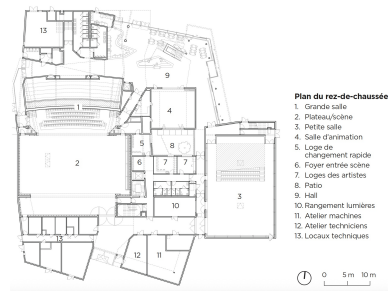 13
9
1
4
5
8
2
6
7
7
3
10
13
12
11
Plan du rez-de-chaussée
1. Grande salle
2. Plateau/scène
3. Petite salle
4. Salle d'animation
5. Loge de
changement rapide
6. Foyer entrée scène
7. Loges des artistes
8. Patio
9. Hall
10. Rangement lumières
11. Atelier machines
12. Atelier techniciens
13. Locaux techniques
0 5 m 10 m